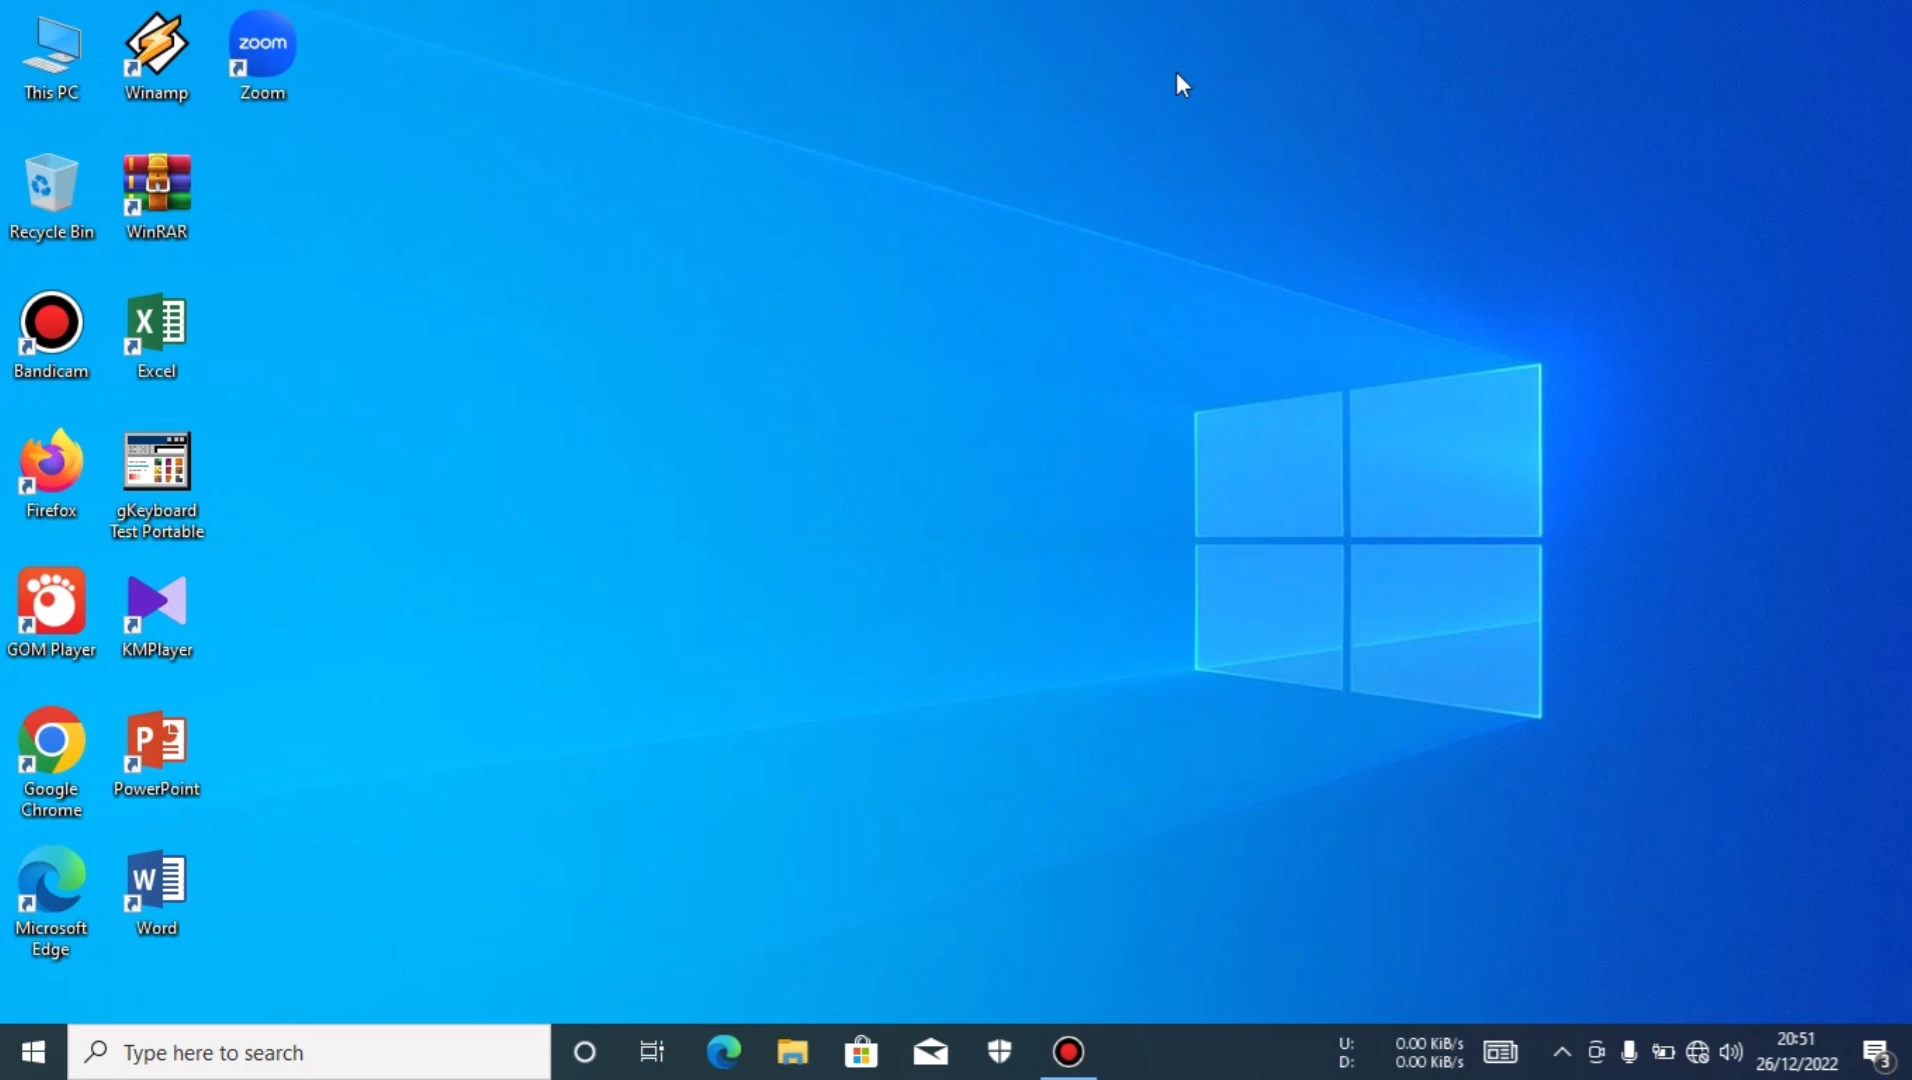 This PC
Winamp
zoom
Zoom
Recycle Bin
WinRAR
Bandicam
X
Excel
Firefox
gKeyboard
Test Portable
GOM Player
KMPlayer
Google
Chrome
P
PowerPoint
Microsoft
Edge
W
Word
Type here to search
U: 0.00 KiB/s
D: 0.00 KiB/s
20:51
26/12/2022
3